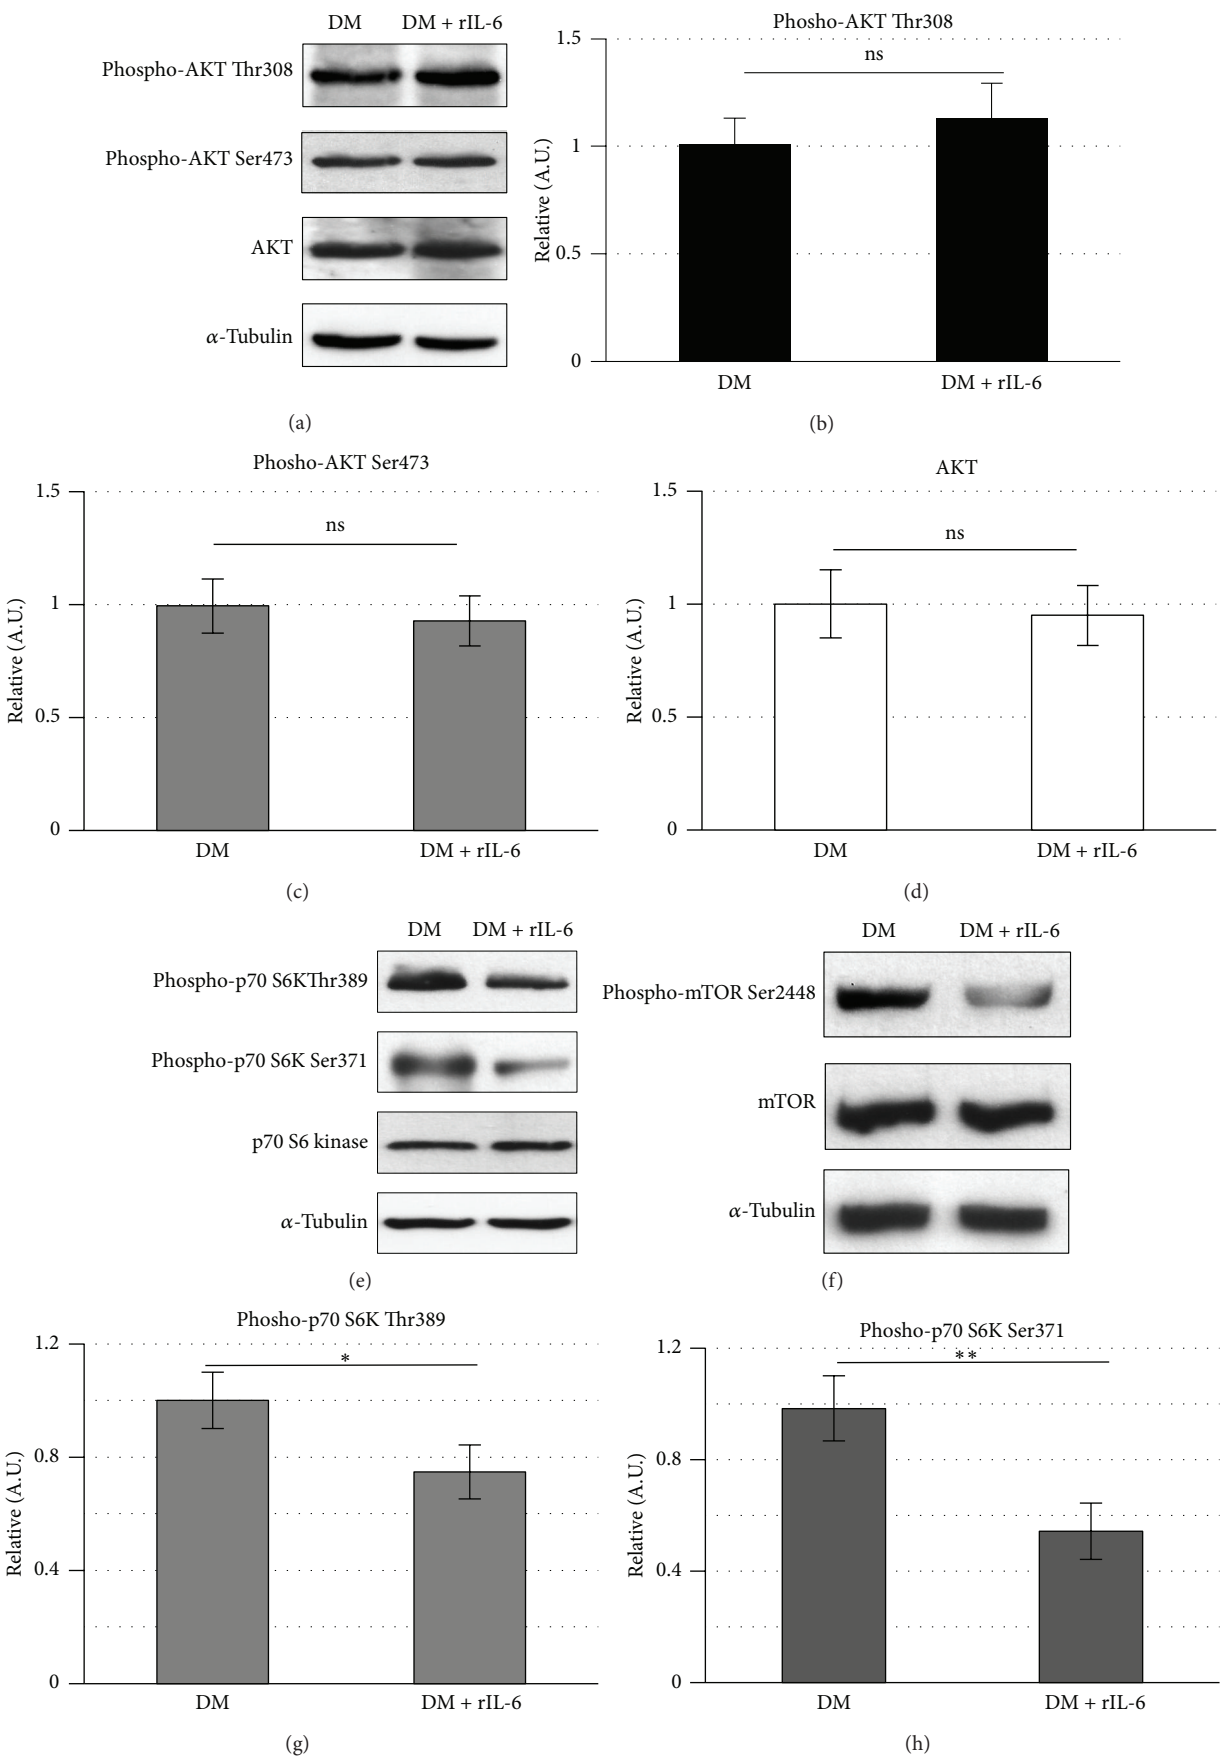 DM DM + rIL-6
Phospho-AKT Thr308
Phospho-AKT Ser473
AKT
α-Tubulin
(a)
Phosho-AKT Thr308
1.5
ns
1
0.5
0
Relative (A.U.)
DM DM + rIL-6
(b)
Phosho-AKT Ser473
1.5
ns
1
0.5
0
Relative (A.U.)
DM DM + rIL-6
(c)
AKT
1.5
ns
1
0.5
0
Relative (A.U.)
DM DM + rIL-6
(d)
DM DM + rIL-6
Phospho-p70 S6KThr389
Phospho-p70 S6K Ser371
p70 S6 kinase
α-Tubulin
(e)
DM DM + rIL-6
Phospho-mTOR Ser2448
mTOR
α-Tubulin
(f)
Phosho-p70 S6K Thr389
1.2
*
0.8
0.4
0
Relative (A.U.)
DM DM + rIL-6
(g)
Phosho-p70 S6K Ser371
1.2
**
0.8
0.4
0
Relative (A.U.)
DM DM + rIL-6
(h)